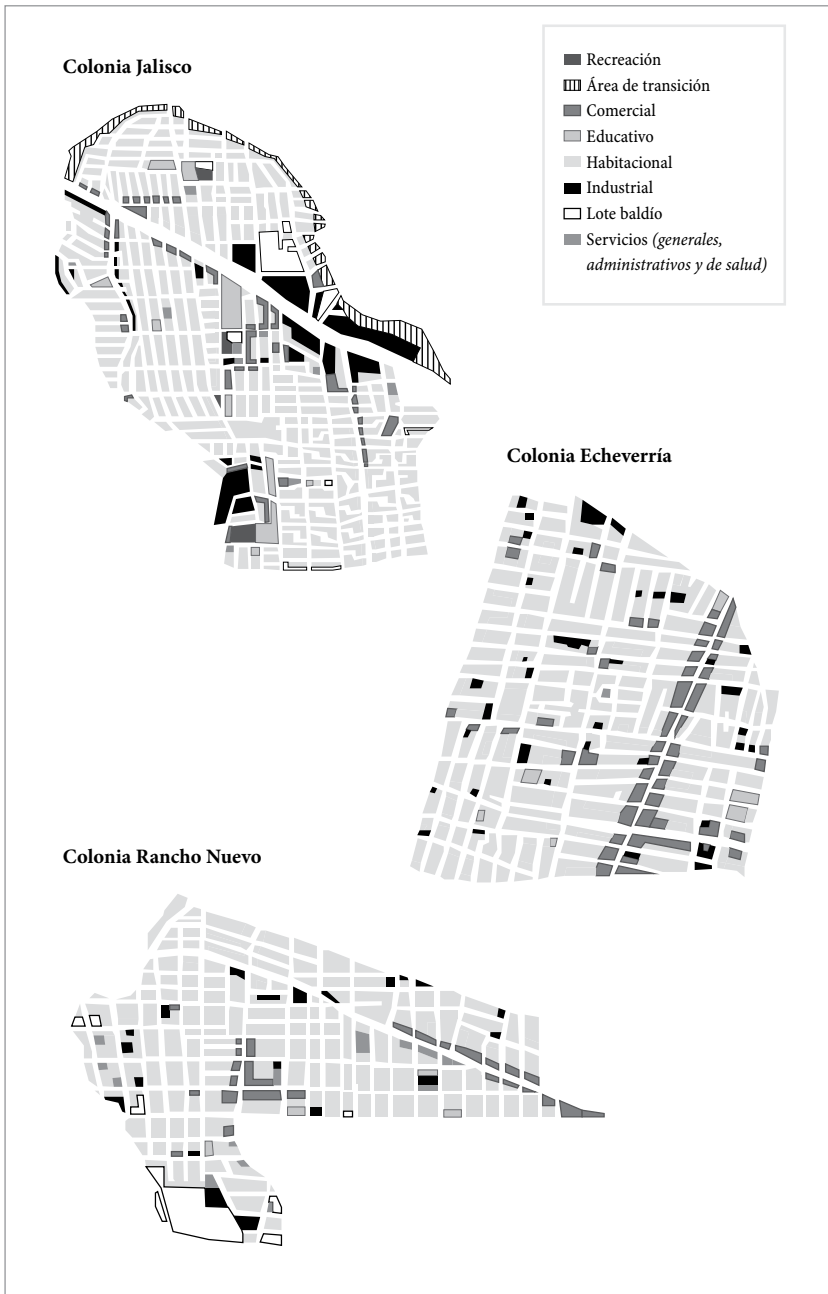 Colonia Jalisco
Recreación
Área de transición
Comercial
Educativo
Habitacional
Industrial
Lote baldío
Servicios (generales,
administrativos y de salud)
Colonia Echeverría
Colonia Rancho Nuevo